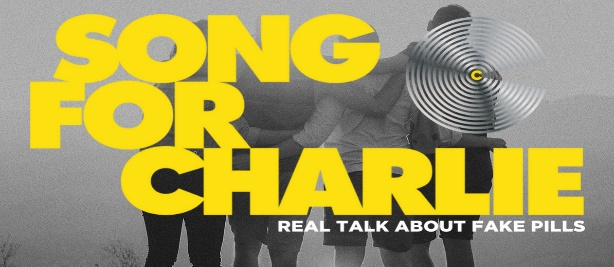 SONG
FOR
CHARLIE
C
REAL TALK ABOUT FAKE PILLS